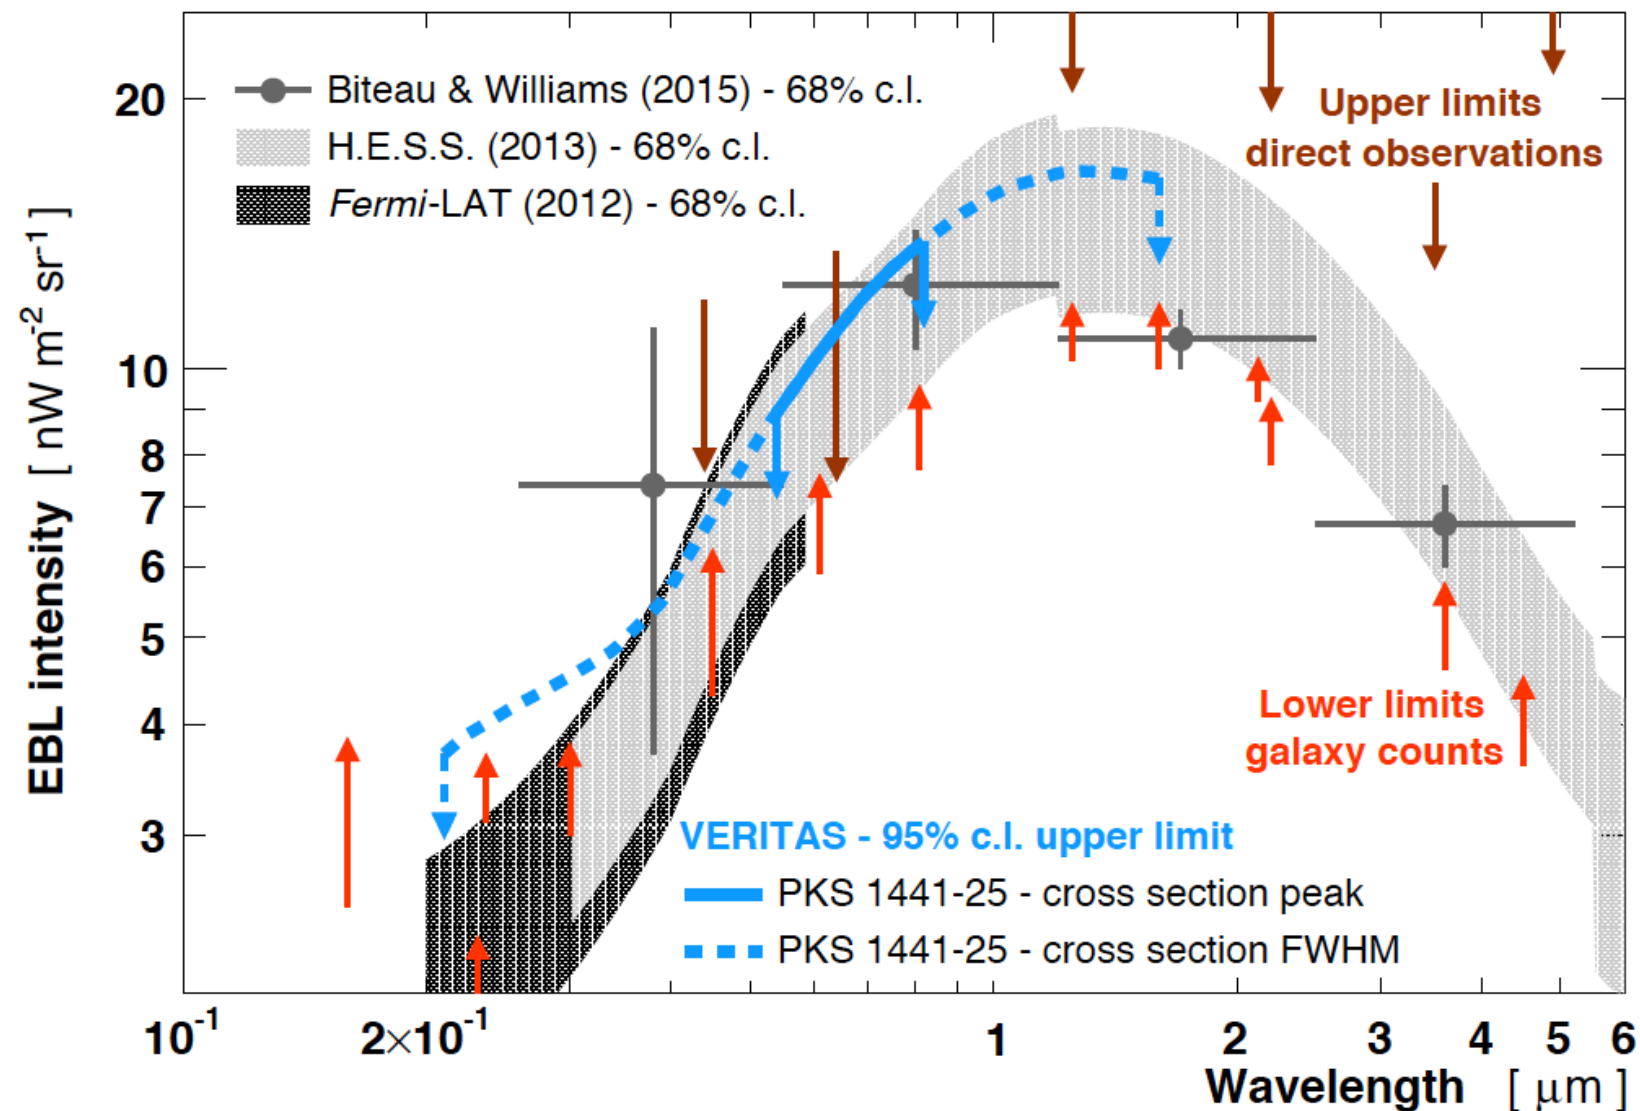 Biteau & Williams (2015) - 68% c.l.
H.E.S.S. (2013) - 68% c.l.
Fermi-LAT (2012) - 68% c.l.
Upper limits
direct observations
Lower limits
galaxy counts
VERITAS - 95% c.l. upper limit
PKS 1441-25 - cross section peak
PKS 1441-25 - cross section FWHM
EBL intensity [ nW m⁻² sr⁻¹ ]
20
10
8
7
6
5
4
3
10⁻¹ 2×10⁻¹ 1 2 3 4 5 6
Wavelength [ μm ]